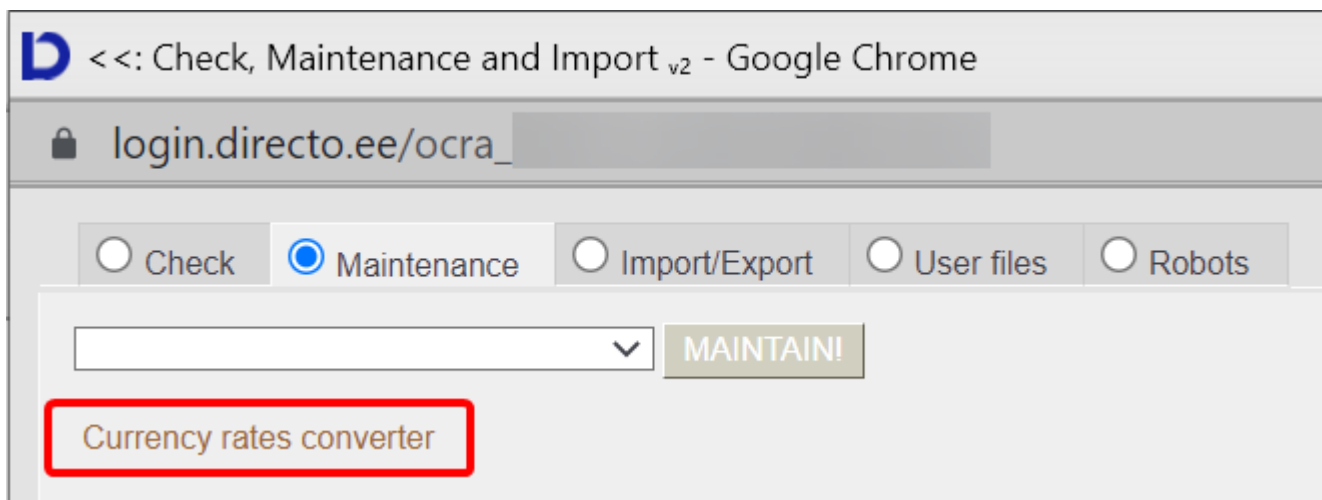 <<: Check, Maintenance and Import v2 - Google Chrome
login.directo.ee/ocra_
Check Maintenance Import/Export User files Robots
MAINTAIN!
Currency rates converter